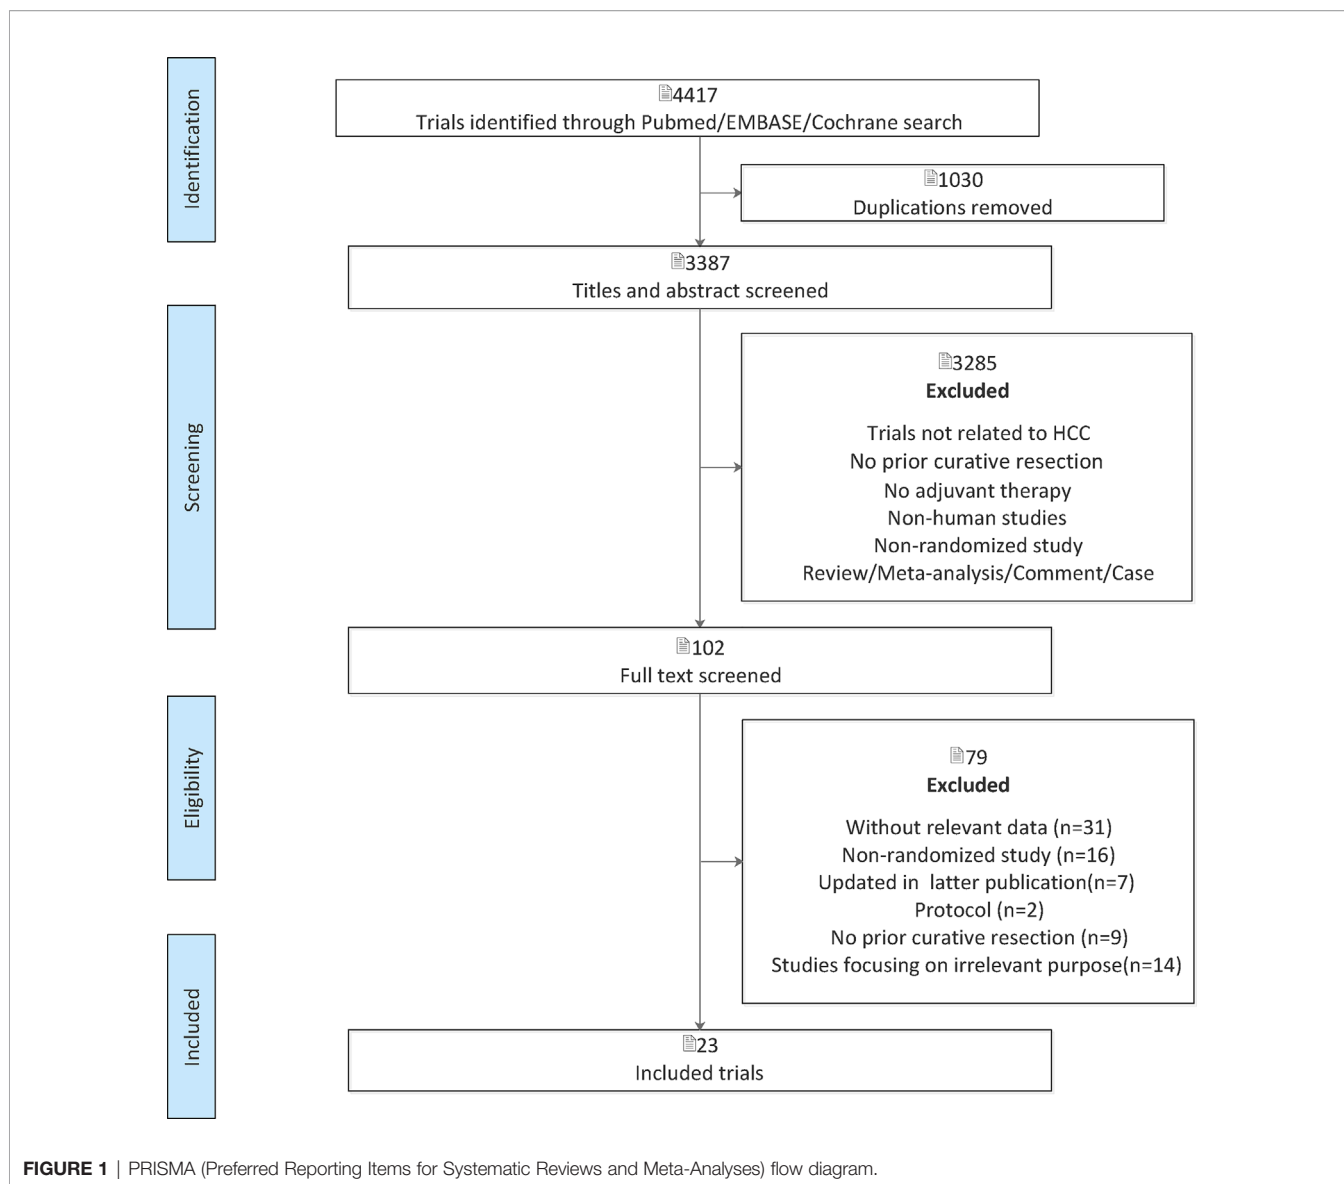 Identification
4417
Trials identified through Pubmed/EMBASE/Cochrane search
1030
Duplications removed
3387
Titles and abstract screened
Screening
3285
Excluded
Trials not related to HCC
No prior curative resection
No adjuvant therapy
Non-human studies
Non-randomized study
Review/Meta-analysis/Comment/Case
102
Full text screened
Eligibility
79
Excluded
Without relevant data (n=31)
Non-randomized study (n=16)
Updated in  latter publication(n=7)
Protocol (n=2)
No prior curative resection (n=9)
Studies focusing on irrelevant purpose(n=14)
Included
23
Included trials
FIGURE 1 | PRISMA (Preferred Reporting Items for Systematic Reviews and Meta-Analyses) flow diagram.